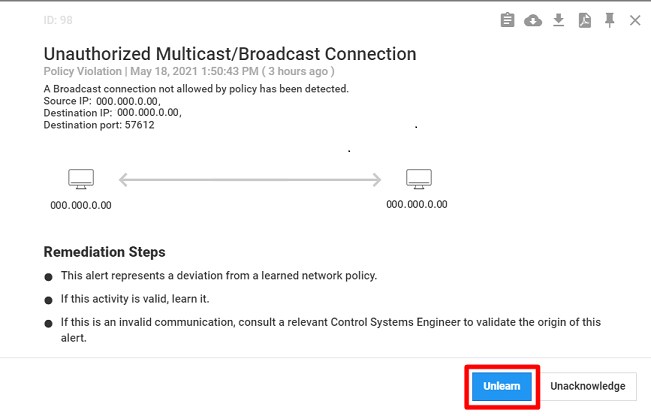 ID: 98
Unauthorized Multicast/Broadcast Connection
Policy Violation | May 18, 2021 1:50:43 PM ( 3 hours ago )
A Broadcast connection not allowed by policy has been detected.
Source IP: 000.000.0.00,
Destination IP: 000.000.0.00,
Destination port: 57612
000.000.0.00 000.000.0.00
Remediation Steps
● This alert represents a deviation from a learned network policy.
● If this activity is valid, learn it.
● If this is an invalid communication, consult a relevant Control Systems Engineer to validate the origin of this
alert.
Unlearn Unacknowledge